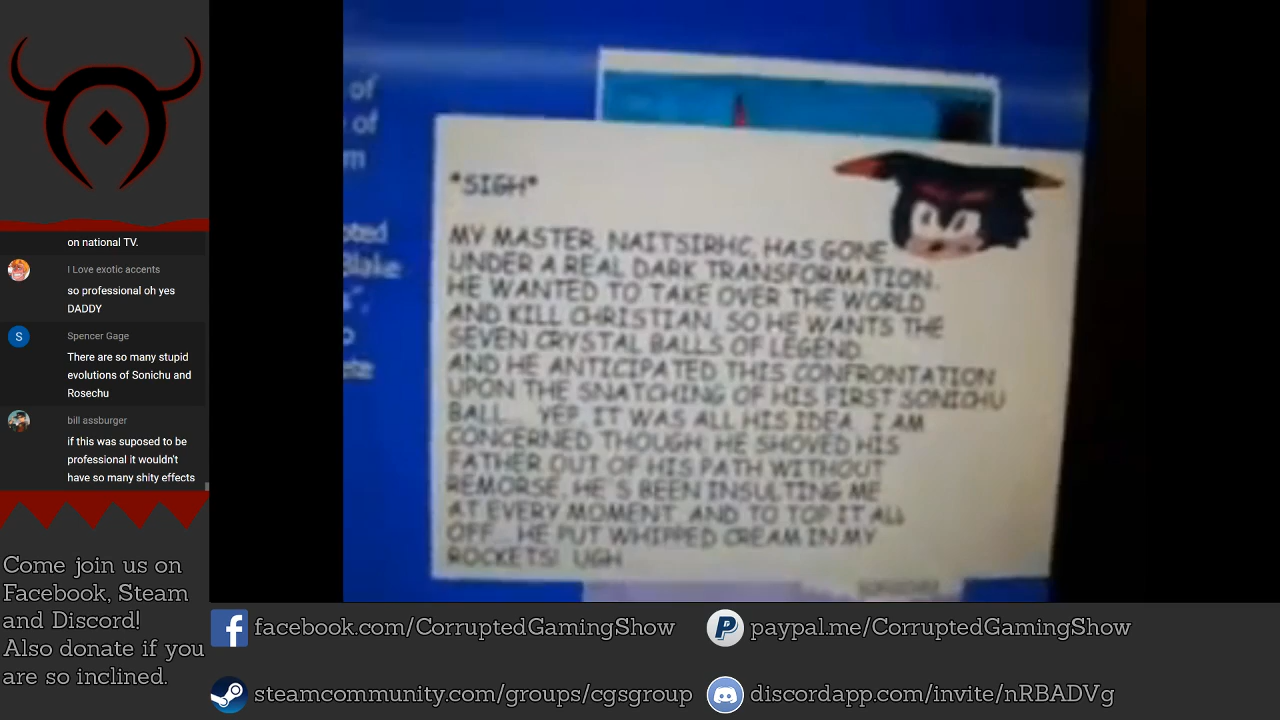 on national TV.
I Love exotic accents
so professional oh yes
DADDY
S
Spencer Gage
There are so many stupid
evolutions of Sonichu and
Rosechu
bill assburger
if this was suposed to be
professional it wouldn't
have so many shity effects
Come join us on
Facebook, Steam
and Discord!
Also donate if you
are so inclined.
of
of
*SIGH*
MY MASTER, NAITSIRHC, HAS GONE
UNDER A REAL DARK TRANSFORMATION.
HE WANTED TO TAKE OVER THE WORLD
AND KILL CHRISTIAN, SO HE WANTS THE
SEVEN CRYSTAL BALLS OF LEGEND.
AND HE ANTICIPATED THIS CONFRONTATION
UPON THE SNATCHING OF HIS FIRST SONICHU
BALL... YEP, IT WAS ALL HIS IDEA. I AM
CONCERNED THOUGH; HE SHOVED HIS
FATHER OUT OF HIS PATH WITHOUT
REMORSE, HE'S BEEN INSULTING ME
AT EVERY MOMENT, AND TO TOP IT ALL
OFF... HE PUT WHIPPED CREAM IN MY
ROCKETS! UGH.
Blake
facebook.com/CorruptedGamingShow
paypal.me/CorruptedGamingShow
steamcommunity.com/groups/cgsgroup
discordapp.com/invite/nRBADVg